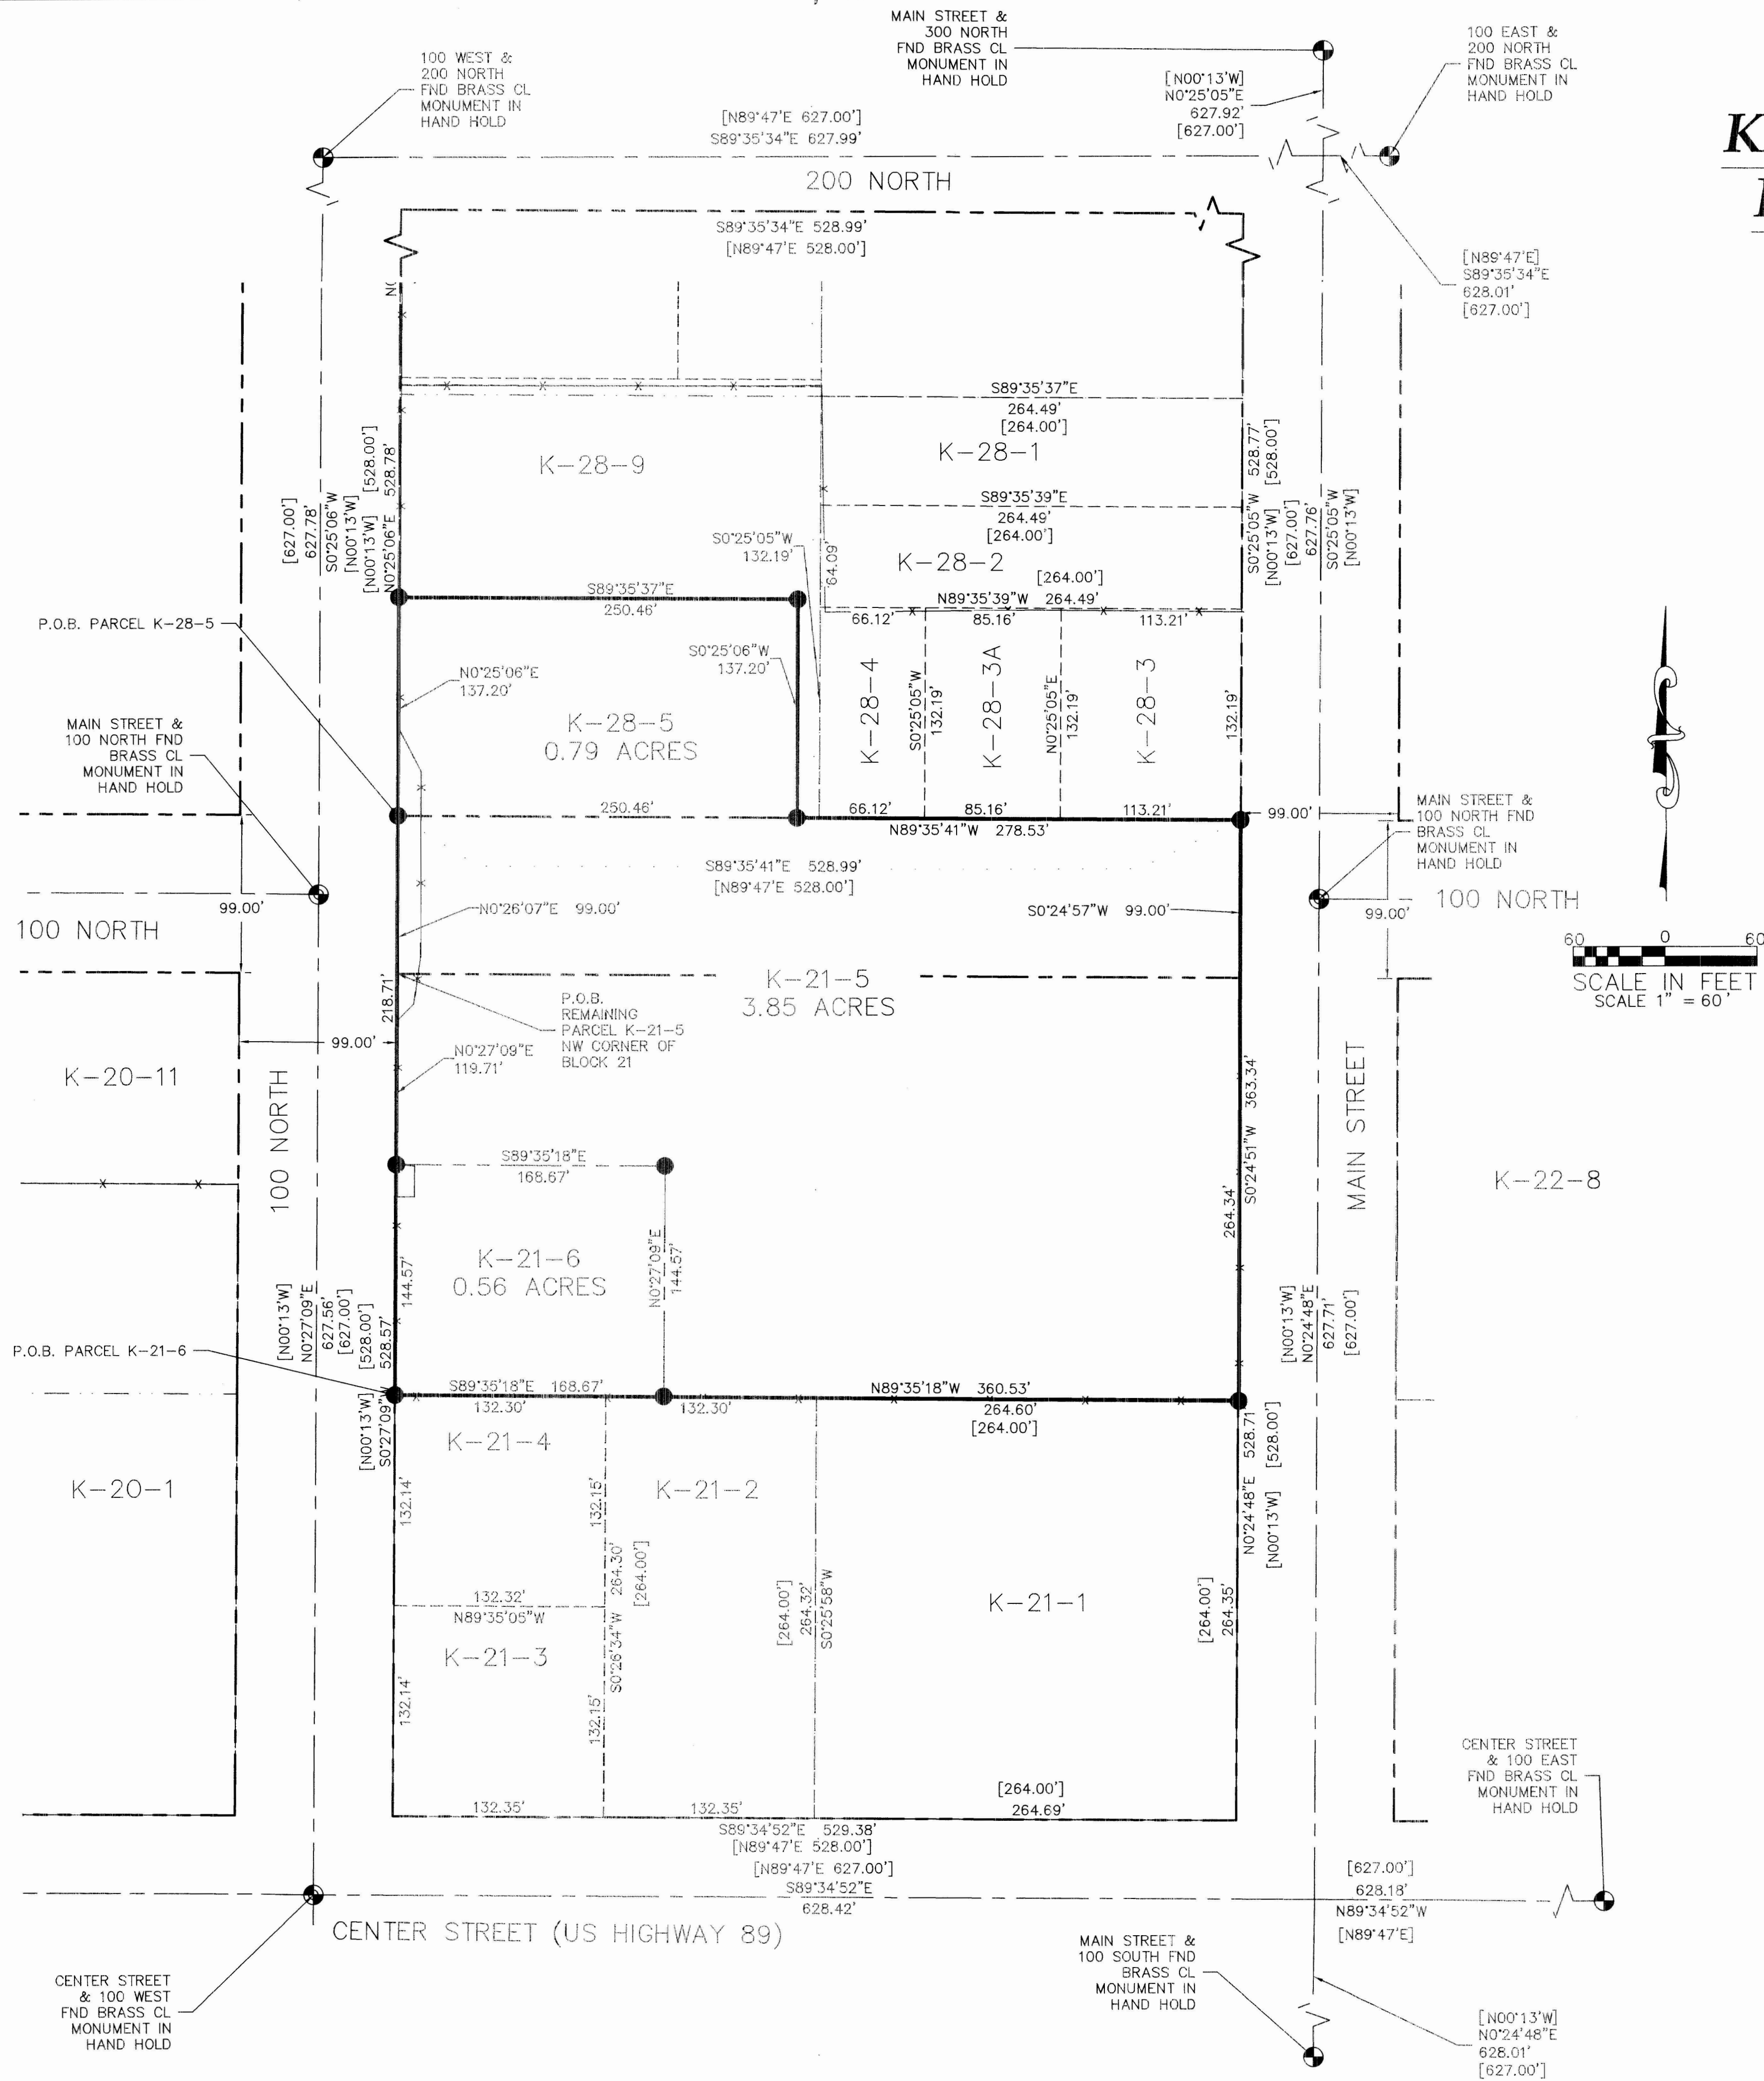 MAIN STREET &
300 NORTH
FND BRASS CL
MONUMENT IN
HAND HOLD
100 EAST &
200 NORTH
FND BRASS CL
MONUMENT IN
HAND HOLD
100 WEST &
200 NORTH
FND BRASS CL
MONUMENT IN
HAND HOLD
[N00°13'W]
N0°25'05"E
627.92'
[627.00']
[N89°47'E 627.00']
S89°35'34"E 627.99'
200 NORTH
S89°35'34"E 528.99'
[N89°47'E 528.00']
[N89°47'E]
S89°35'34"E
628.01'
[627.00']
S89°35'37"E
264.49'
[264.00']
K-28-1
K-28-9
[627.00']
627.78'
S0°25'06"W
[N00°13'W]
[N00°13'W] [528.00']
N0°25'06"E 528.78'
S89°35'39"E
264.49'
[264.00']
K-28-2
S0°25'05"W 528.77'
[N00°13'W] [528.00']
[627.00']
627.76'
S0°25'05"W
[N00°13'W]
S0°25'05"W
132.19'
64.09'
[264.00']
N89°35'39"W 264.49'
66.12'
85.16'
113.21'
S89°35'37"E
250.46'
P.O.B. PARCEL K-28-5
N0°25'06"E
137.20'
S0°25'06"W
137.20'
K-28-5
0.79 ACRES
K-28-4
S0°25'05"W
132.19'
K-28-3A
N0°25'05"E
132.19'
K-28-3
132.19'
MAIN STREET &
100 NORTH FND
BRASS CL
MONUMENT IN
HAND HOLD
250.46'
66.12'
85.16'
113.21'
N89°35'41"W 278.53'
99.00'
MAIN STREET &
100 NORTH FND
BRASS CL
MONUMENT IN
HAND HOLD
S89°35'41"E 528.99'
[N89°47'E 528.00']
N0°26'07"E 99.00'
S0°24'57"W 99.00'
99.00'
100 NORTH
99.00'
100 NORTH
60
0
60
SCALE IN FEET
SCALE 1" = 60'
K-21-5
3.85 ACRES
218.71'
P.O.B.
REMAINING
PARCEL K-21-5
NW CORNER OF
BLOCK 21
99.00'
N0°27'09"E
119.71'
K-20-11
100 NORTH
S0°24'51"W 363.34'
264.34'
MAIN STREET
K-22-8
S89°35'18"E
168.67'
K-21-6
0.56 ACRES
144.57'
N0°27'09"E
144.57'
[N00°13'W]
N0°27'09"E
627.56'
[627.00']
[N00°13'W] [528.00']
S0°27'09"W 528.57'
[N00°13'W]
N0°24'48"E
627.71'
[627.00']
P.O.B. PARCEL K-21-6
S89°35'18"E 168.67'
132.30'
132.30'
N89°35'18"W 360.53'
264.60'
[264.00']
K-21-4
K-21-2
K-20-1
132.14'
132.15'
N0°24'48"E 528.71'
[N00°13'W] [528.00']
132.32'
N89°35'05"W
S0°26'34"W 264.30'
[264.00']
[264.00']
264.32'
S0°25'58"W
K-21-1
[264.00']
264.35'
K-21-3
132.14'
132.15'
132.35'
132.35'
[264.00']
264.69'
S89°34'52"E 529.38'
[N89°47'E 528.00']
[N89°47'E 627.00']
S89°34'52"E
628.42'
CENTER STREET
& 100 EAST
FND BRASS CL
MONUMENT IN
HAND HOLD
[627.00']
628.18'
N89°34'52"W
[N89°47'E]
CENTER STREET (US HIGHWAY 89)
MAIN STREET &
100 SOUTH FND
BRASS CL
MONUMENT IN
HAND HOLD
CENTER STREET
& 100 WEST
FND BRASS CL
MONUMENT IN
HAND HOLD
[N00°13'W]
N0°24'48"E
628.01'
[627.00']